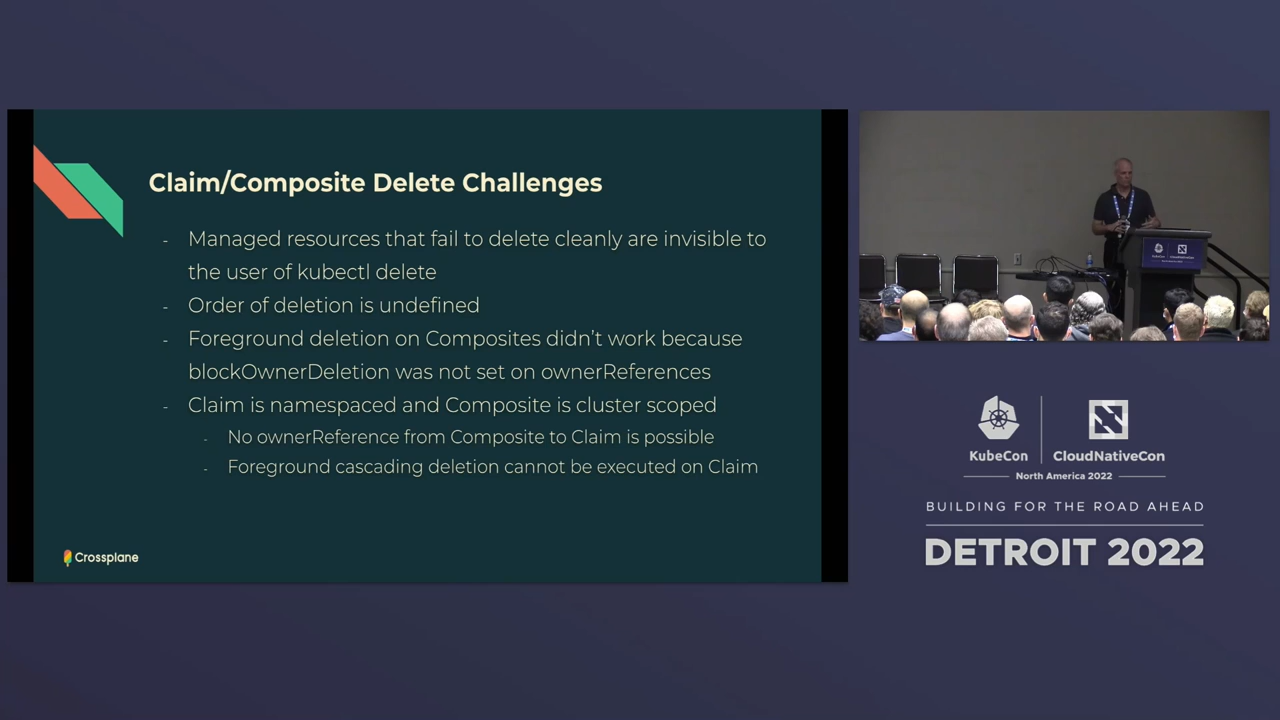 Claim/Composite Delete Challenges
- Managed resources that fail to delete cleanly are invisible to
the user of kubectl delete
- Order of deletion is undefined
- Foreground deletion on Composites didn't work because
blockOwnerDeletion was not set on ownerReferences
- Claim is namespaced and Composite is cluster scoped
- No ownerReference from Composite to Claim is possible
- Foreground cascading deletion cannot be executed on Claim
Crossplane
KubeCon
CloudNativeCon
North America 2022
BUILDING FOR THE ROAD AHEAD
DETROIT 2022